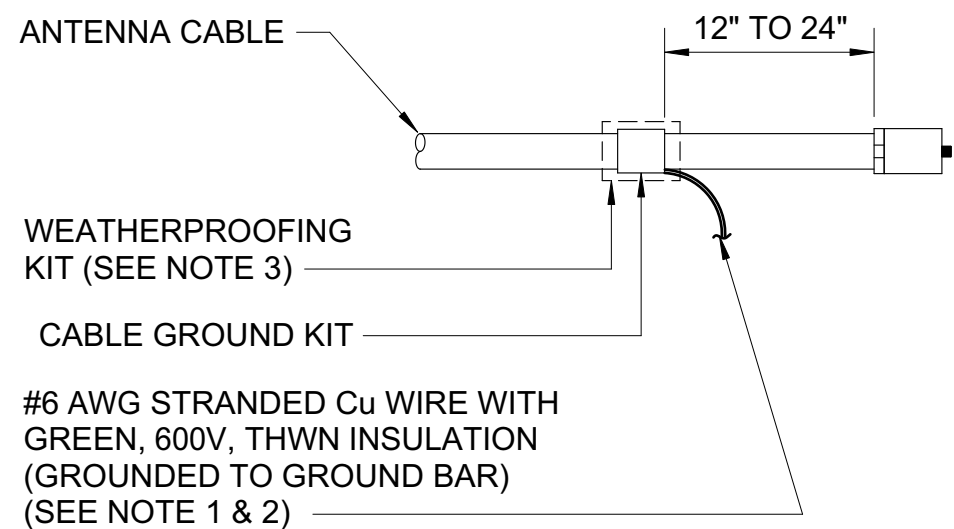 ANTENNA CABLE
12" TO 24"
WEATHERPROOFING
KIT (SEE NOTE 3)
CABLE GROUND KIT
#6 AWG STRANDED Cu WIRE WITH
GREEN, 600V, THWN INSULATION
(GROUNDED TO GROUND BAR)
(SEE NOTE 1 & 2)